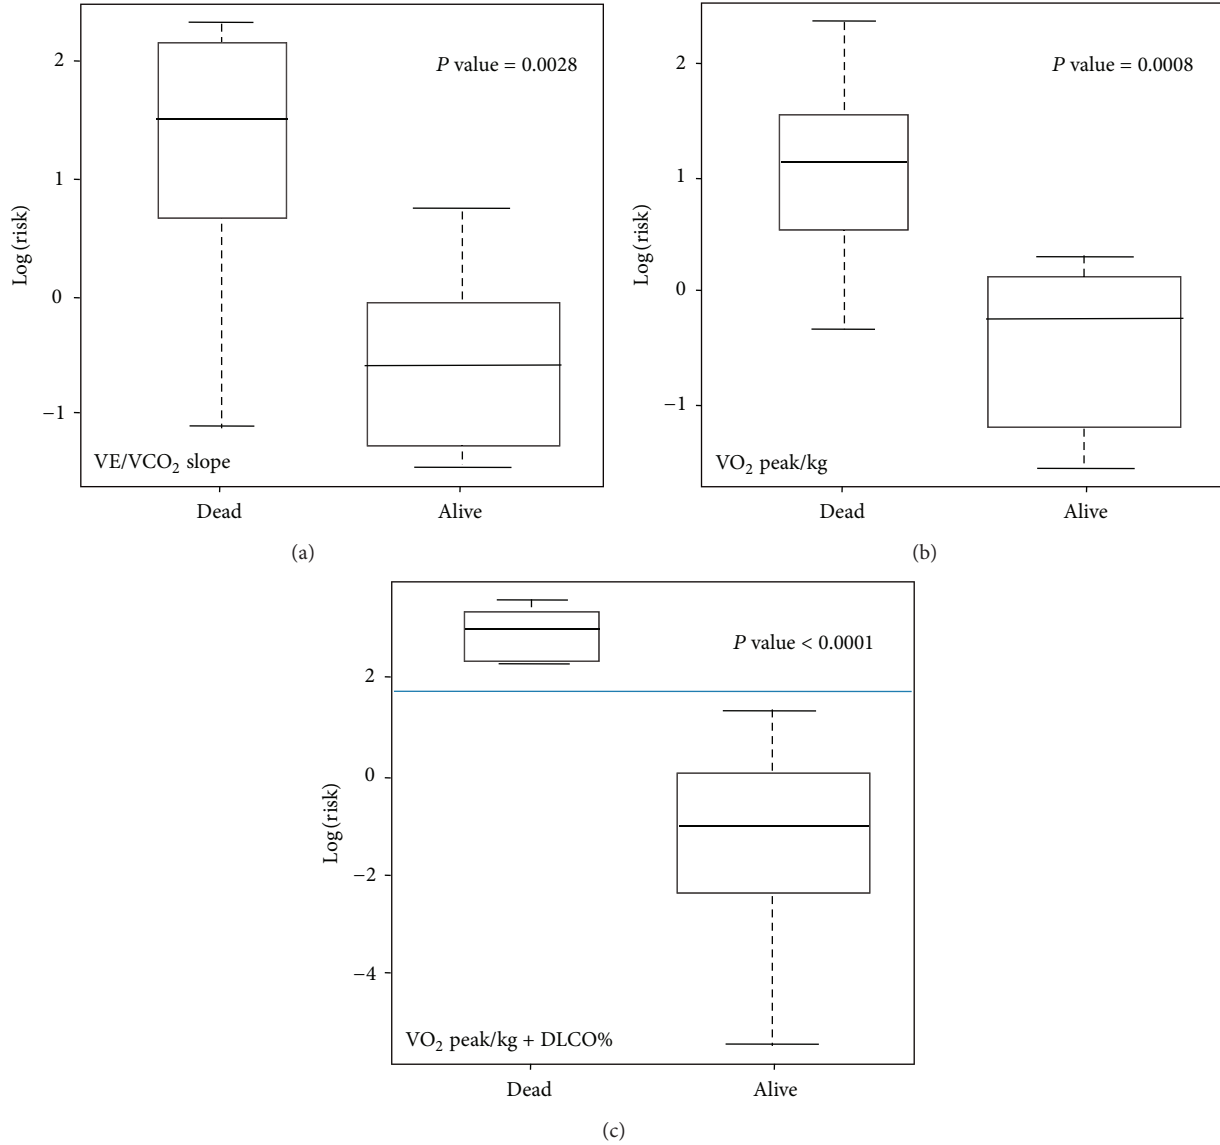 2
P value = 0.0028
1
Log(risk)
0
−1
VE/VCO₂ slope
Dead
Alive
(a)
2
P value = 0.0008
1
Log(risk)
0
−1
VO₂ peak/kg
Dead
Alive
(b)
P value < 0.0001
2
0
Log(risk)
−2
−4
VO₂ peak/kg + DLCO%
Dead
Alive
(c)